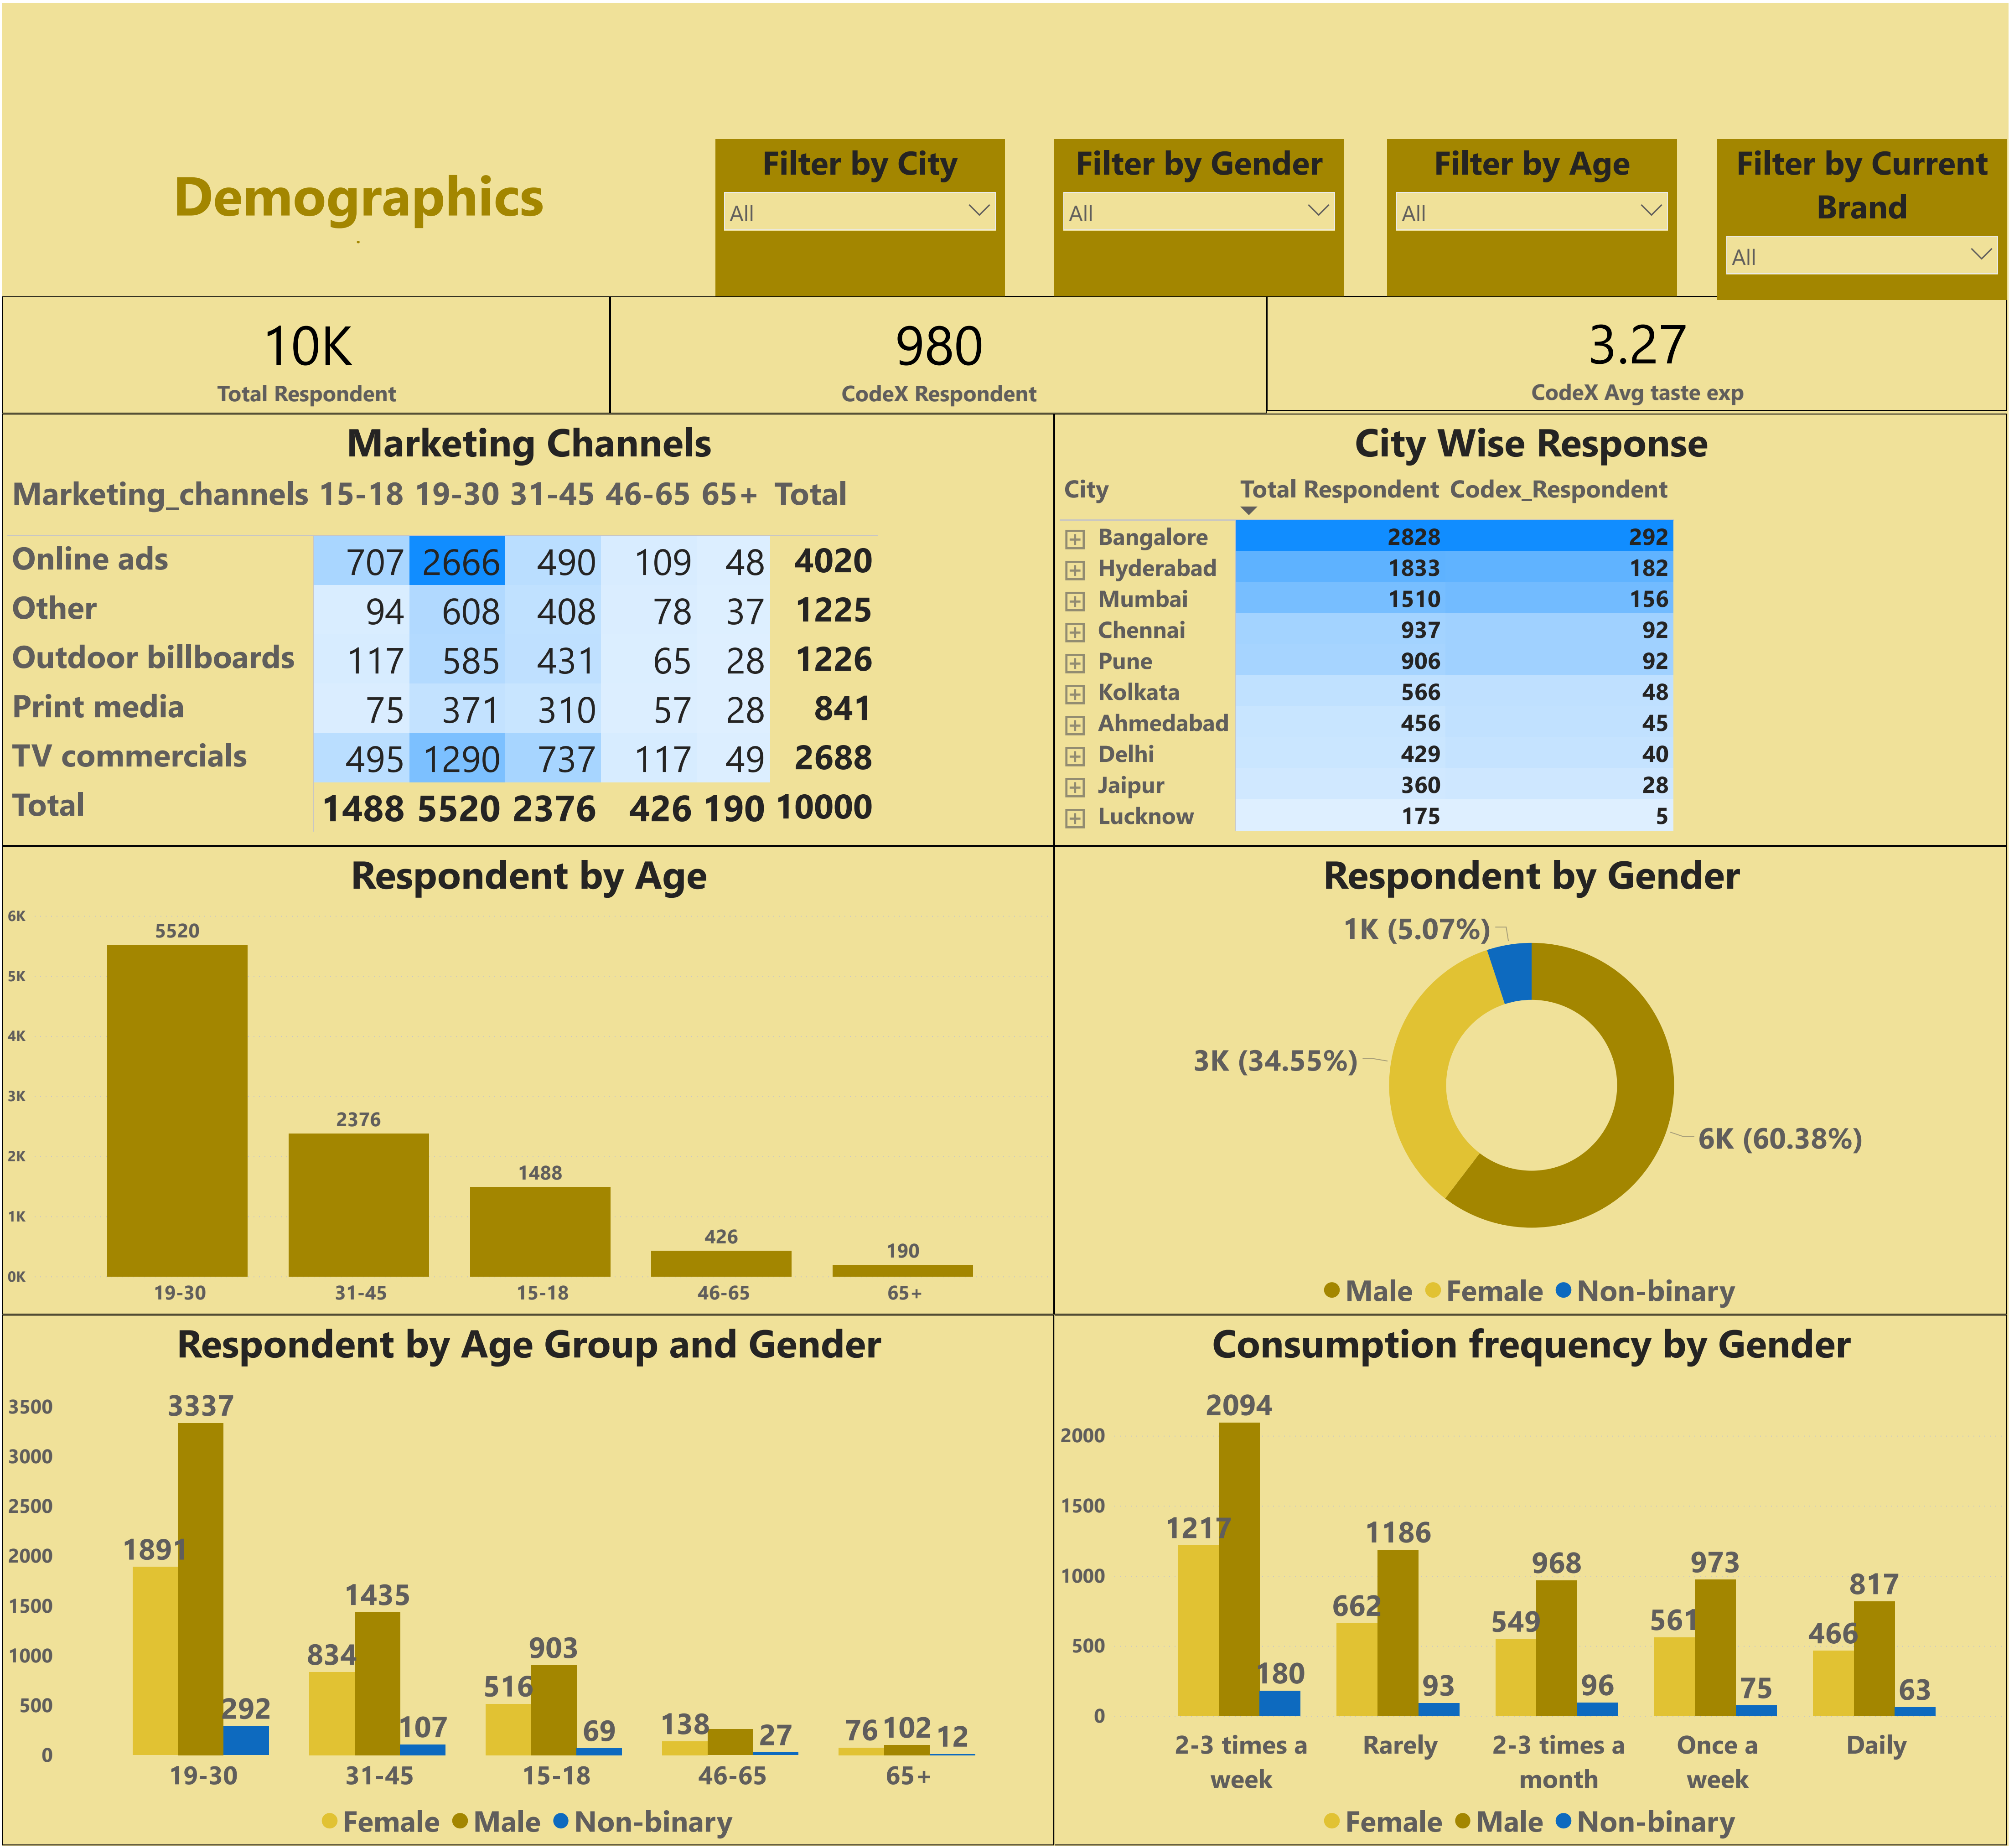 Demographics
.
Filter by City
All
Filter by Gender
All
Filter by Age
All
Filter by Current
Brand
All
10K
Total Respondent
980
CodeX Respondent
3.27
CodeX Avg taste exp
Marketing Channels
Marketing_channels 15-18 19-30 31-45 46-65 65+ Total
Online ads 707 2666 490 109 48 4020
Other 94 608 408 78 37 1225
Outdoor billboards 117 585 431 65 28 1226
Print media 75 371 310 57 28 841
TV commercials 495 1290 737 117 49 2688
Total 1488 5520 2376 426 190 10000
City Wise Response
City Total Respondent Codex_Respondent
Bangalore 2828 292
Hyderabad 1833 182
Mumbai 1510 156
Chennai 937 92
Pune 906 92
Kolkata 566 48
Ahmedabad 456 45
Delhi 429 40
Jaipur 360 28
Lucknow 175 5
Respondent by Age
6K
5K
4K
3K
2K
1K
0K
5520
2376
1488
426
190
19-30 31-45 15-18 46-65 65+
Respondent by Gender
1K (5.07%)
3K (34.55%)
6K (60.38%)
Male Female Non-binary
Respondent by Age Group and Gender
3500
3000
2500
2000
1500
1000
500
0
1891 3337 292
834 1435 107
516 903 69
138 27
76 102 12
19-30 31-45 15-18 46-65 65+
Female Male Non-binary
Consumption frequency by Gender
2000
1500
1000
500
0
1217 2094 180
662 1186 93
549 968 96
561 973 75
466 817 63
2-3 times a
week
Rarely
2-3 times a
month
Once a
week
Daily
Female Male Non-binary